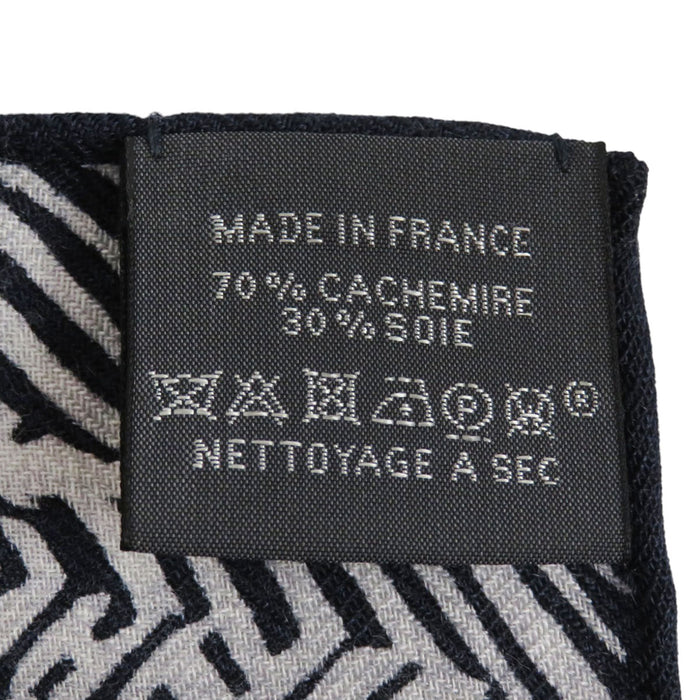 MADE IN FRANCE
70% CACHEMIRE
30% SOIE
P ®
NETTOYAGE A SEC